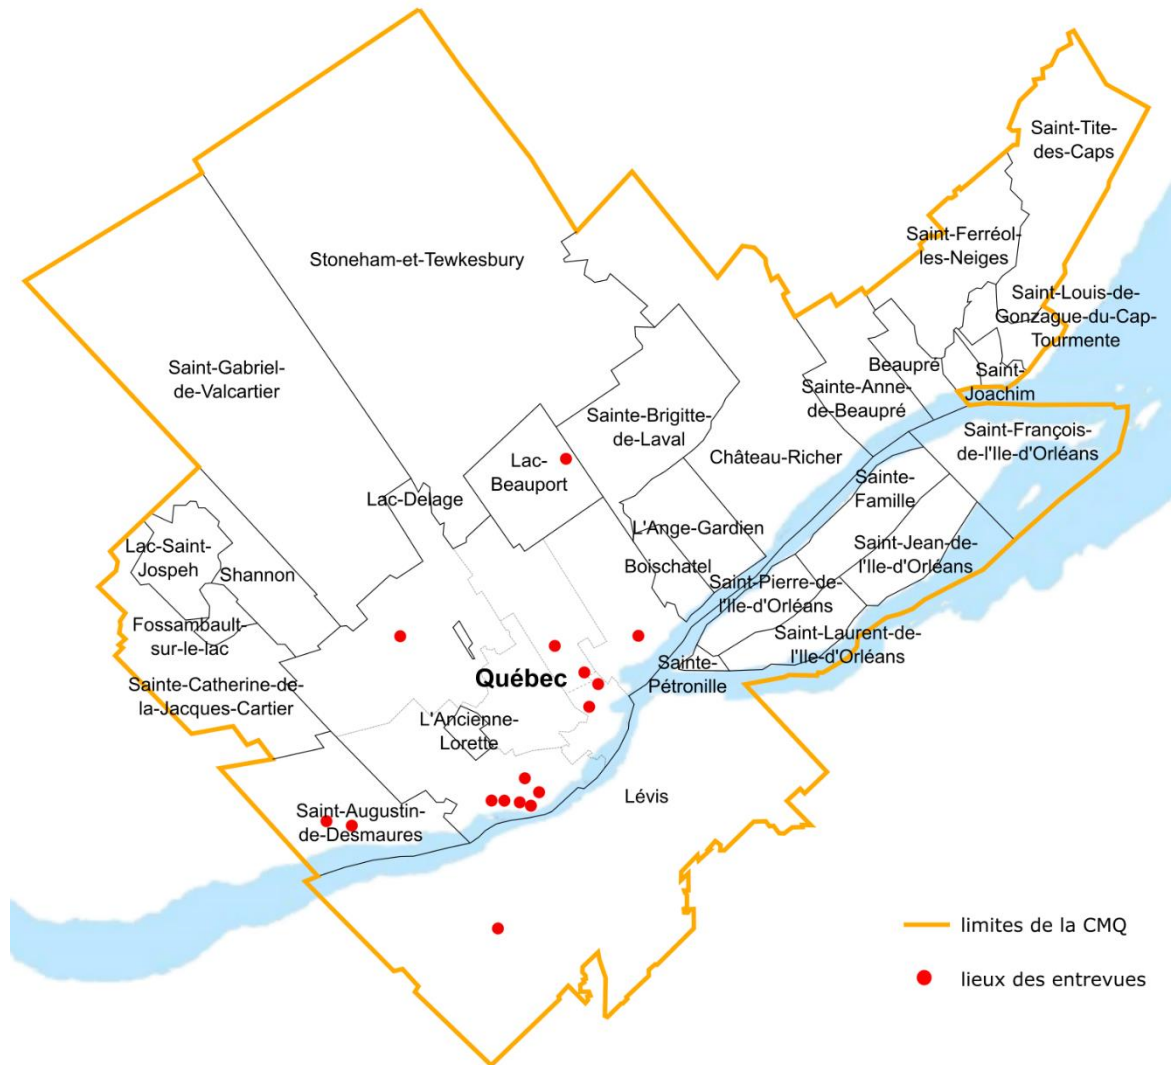 Saint-Tite-
des-Caps
Saint-Ferréol-
les-Neiges
Stoneham-et-Tewkesbury
Saint-Louis-de-
Gonzague-du-Cap-
Tourmente
Saint-Gabriel-
de-Valcartier
Beaupré
Saint-
Joachim
Sainte-Anne-
de-Beaupré
Sainte-Brigitte-
de-Laval
Saint-François-
de-l'Ile-d'Orléans
Château-Richer
Lac-
Beauport
Sainte-
Famille
Lac-Delage
L'Ange-Gardien
Lac-Saint-
Jospeh
Saint-Jean-de-
l'Ile-d'Orléans
Shannon
Boischatel
Saint-Pierre-de-
l'Ile-d'Orléans
Fossambault-
sur-le-lac
Saint-Laurent-de-
l'Ile-d'Orléans
Sainte-
Pétronille
Québec
Sainte-Catherine-de-
la-Jacques-Cartier
L'Ancienne-
Lorette
Lévis
Saint-Augustin-
de-Desmaures
limites de la CMQ
lieux des entrevues